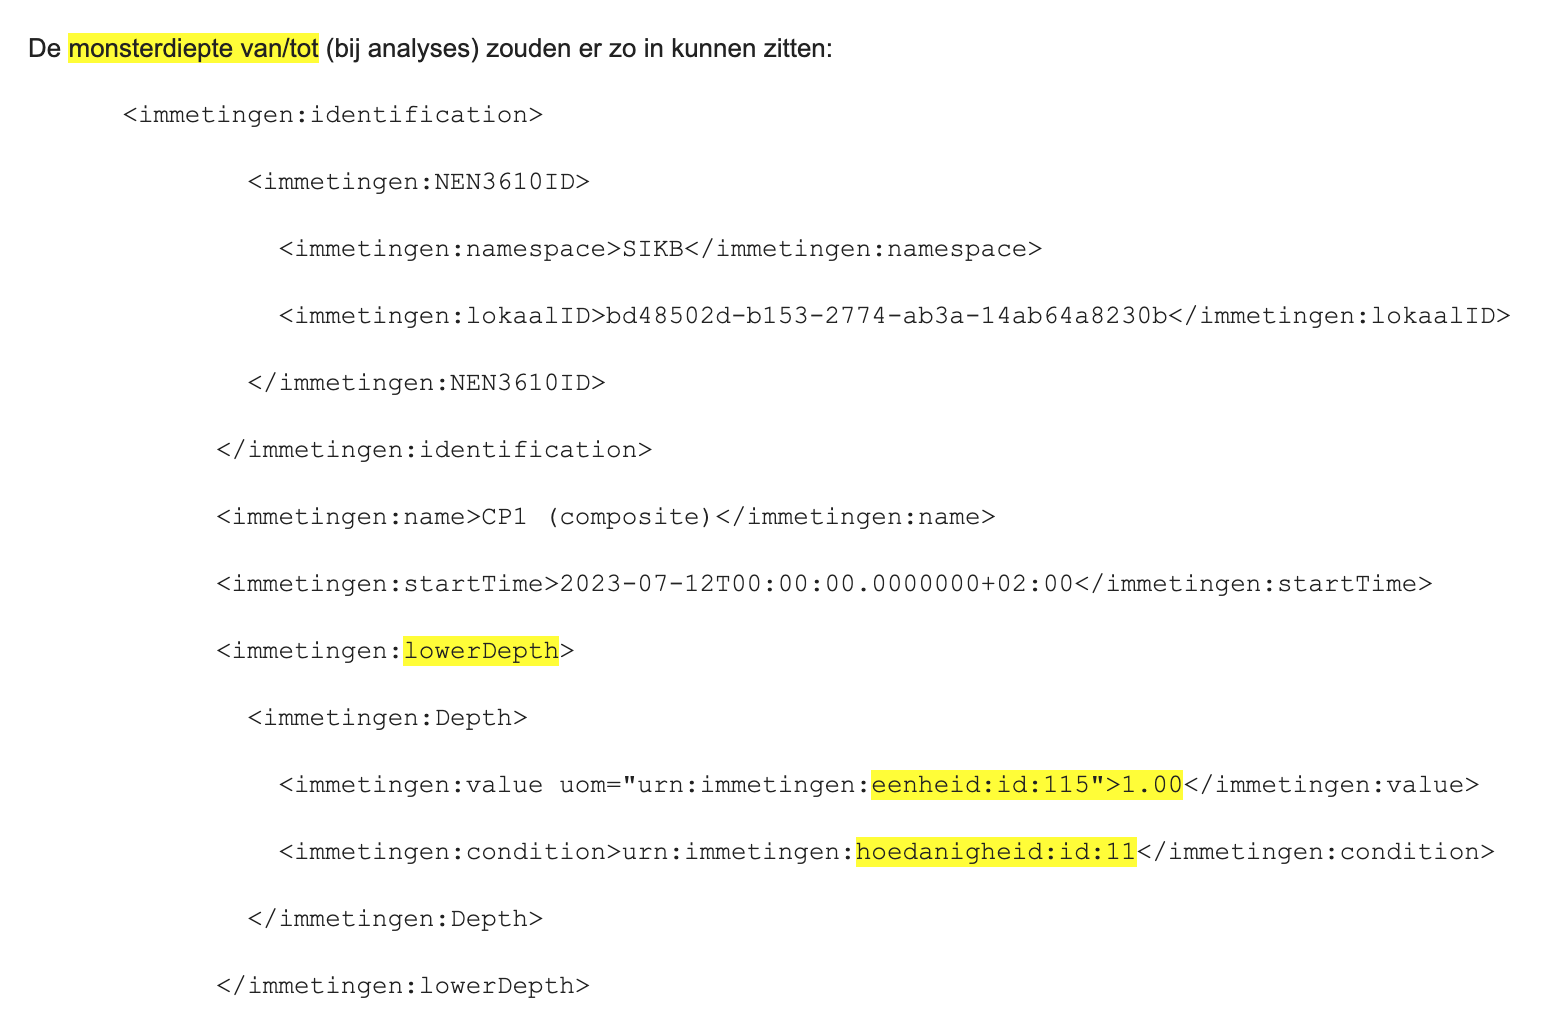 De monsterdiepte van/tot (bij analyses) zouden er zo in kunnen zitten:
<immetingen:identification>
<immetingen:NEN3610ID>
<immetingen:namespace>SIKB</immetingen:namespace>
<immetingen:lokaalID>bd48502d-b153-2774-ab3a-14ab64a8230b</immetingen:lokaalID>
</immetingen:NEN3610ID>
</immetingen:identification>
<immetingen:name>CP1 (composite)</immetingen:name>
<immetingen:startTime>2023-07-12T00:00:00.0000000+02:00</immetingen:startTime>
<immetingen:lowerDepth>
<immetingen:Depth>
<immetingen:value uom="urn:immetingen:eenheid:id:115">1.00</immetingen:value>
<immetingen:condition>urn:immetingen:hoedanigheid:id:11</immetingen:condition>
</immetingen:Depth>
</immetingen:lowerDepth>